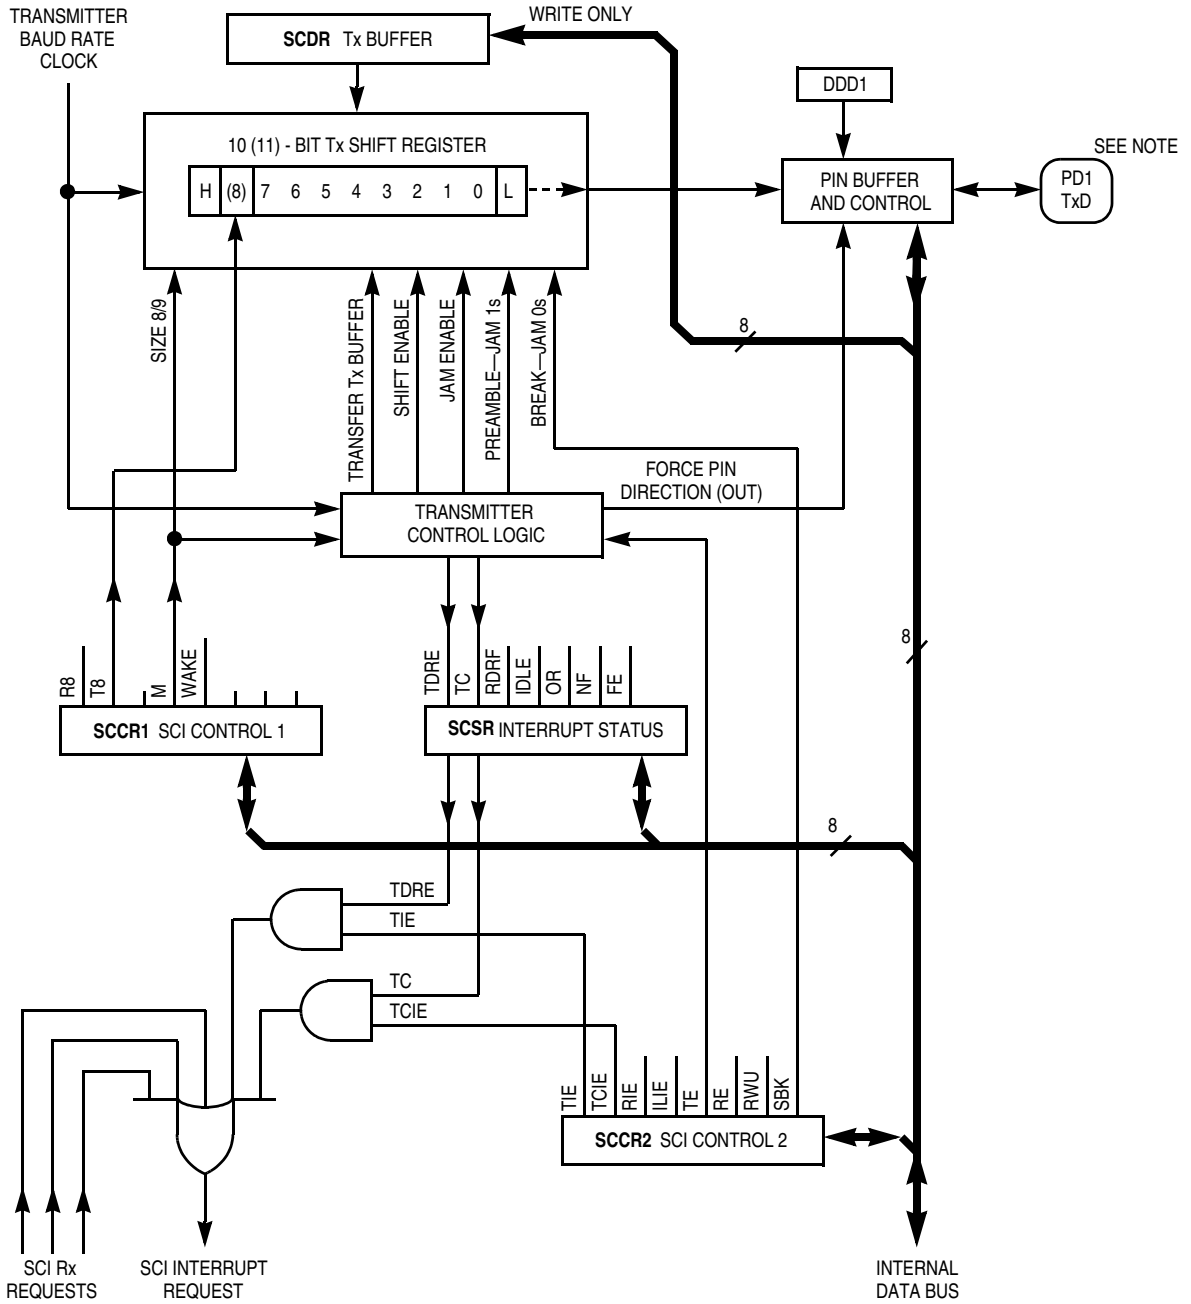 TRANSMITTER
BAUD RATE
CLOCK
SCDR Tx BUFFER
WRITE ONLY
DDD1
10 (11) - BIT Tx SHIFT REGISTER
H (8) 7 6 5 4 3 2 1 0 L
PIN BUFFER
AND CONTROL
SEE NOTE
PD1
TxD
SIZE 8/9
TRANSFER Tx BUFFER
SHIFT ENABLE
JAM ENABLE
PREAMBLE—JAM 1s
BREAK—JAM 0s
8
FORCE PIN
DIRECTION (OUT)
TRANSMITTER
CONTROL LOGIC
8
R8
T8
M
WAKE
TDRE
TC
RDRF
IDLE
OR
NF
FE
SCCR1 SCI CONTROL 1
SCSR INTERRUPT STATUS
8
TDRE
TIE
TC
TCIE
TIE
TCIE
RIE
ILIE
TE
RE
RWU
SBK
SCCR2 SCI CONTROL 2
SCI Rx
REQUESTS
SCI INTERRUPT
REQUEST
INTERNAL
DATA BUS